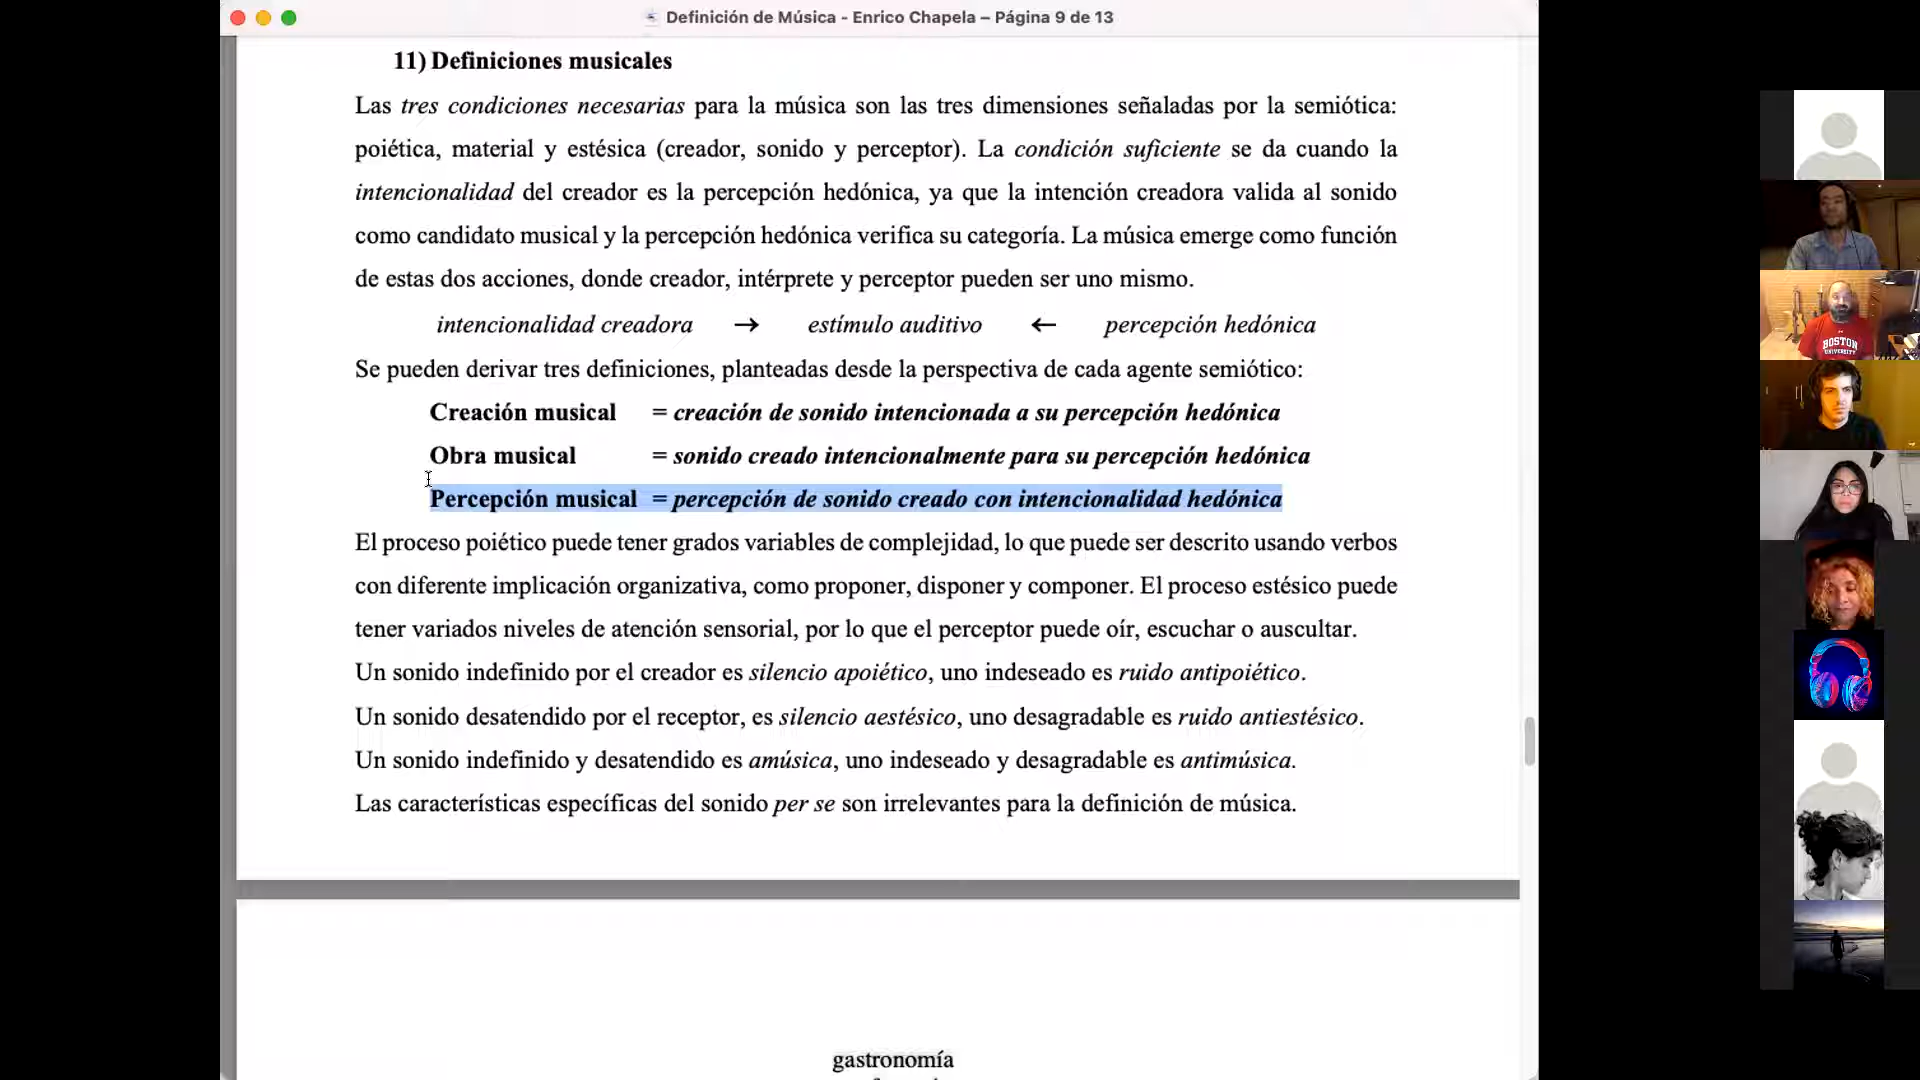 Definición de Música - Enrico Chapela – Página 9 de 13
11) Definiciones musicales
Las tres condiciones necesarias para la música son las tres dimensiones señaladas por la semiótica:
poiética, material y estésica (creador, sonido y perceptor). La condición suficiente se da cuando la
intencionalidad del creador es la percepción hedónica, ya que la intención creadora valida al sonido
como candidato musical y la percepción hedónica verifica su categoría. La música emerge como función
de estas dos acciones, donde creador, intérprete y perceptor pueden ser uno mismo.
intencionalidad creadora → estímulo auditivo ← percepción hedónica
Se pueden derivar tres definiciones, planteadas desde la perspectiva de cada agente semiótico:
Creación musical = creación de sonido intencionada a su percepción hedónica
Obra musical = sonido creado intencionalmente para su percepción hedónica
Percepción musical = percepción de sonido creado con intencionalidad hedónica
El proceso poiético puede tener grados variables de complejidad, lo que puede ser descrito usando verbos
con diferente implicación organizativa, como proponer, disponer y componer. El proceso estésico puede
tener variados niveles de atención sensorial, por lo que el perceptor puede oír, escuchar o auscultar.
Un sonido indefinido por el creador es silencio apoiético, uno indeseado es ruido antipoiético.
Un sonido desatendido por el receptor, es silencio aestésico, uno desagradable es ruido antiestésico.
Un sonido indefinido y desatendido es amúsica, uno indeseado y desagradable es antimúsica.
Las características específicas del sonido per se son irrelevantes para la definición de música.
gastronomía
BOSTON
UNIVERSITY